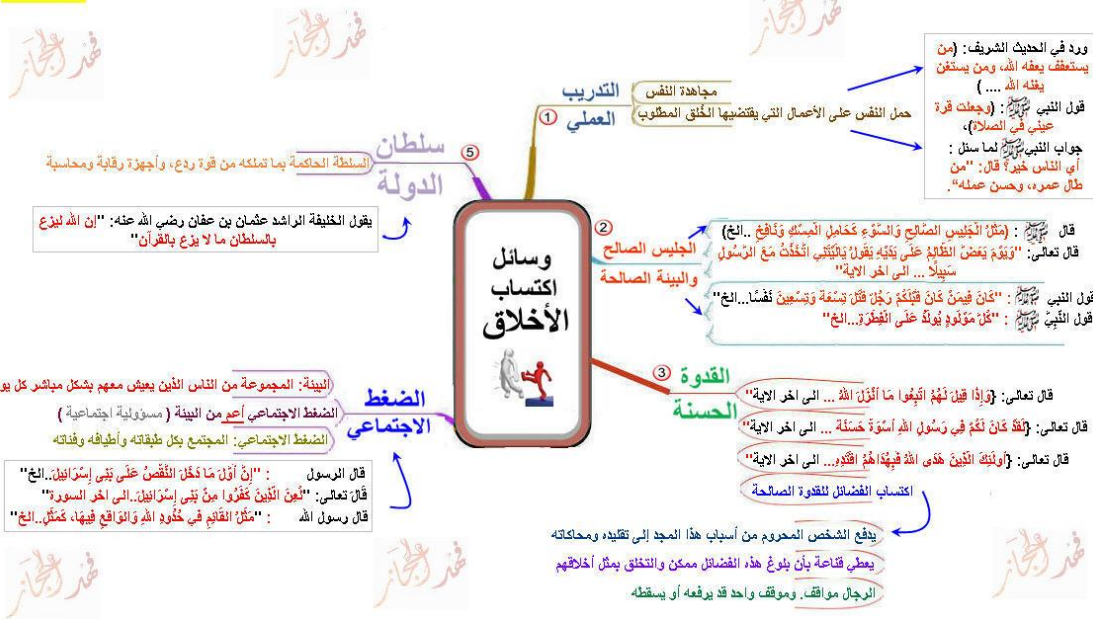 وسائل
اكتساب
الأخلاق
①
التدريب
العملي
مجاهدة النفس
حمل النفس على الأعمال التي يقتضيها الخُلق المطلوب
ورد في الحديث الشريف: {من
يستعفف يعفه الله، ومن يستغن
يغنه الله .... )
قول النبي ﷺ: (وجعلت قرة
عيني في الصلاة)،
جواب النبي ﷺ لما سئل :
أي الناس خير؟ قال: "من
طال عمره، وحسن عمله".
②
الجليس الصالح
والبيئة الصالحة
قال ﷺ : (مَثَلُ الْجَلِيسِ الصَّالِحِ وَالسَّوْءِ كَحَامِلِ الْمِسْكِ وَنَافِخِ ..الخ)
قال تعالى: "وَيَوْمَ يَعَضُّ الظَّالِمُ عَلَى يَدَيْهِ يَقُولُ يَالَيْتَنِي اتَّخَذْتُ مَعَ الرَّسُولِ
سَبِيلًا ... الى اخر الاية"
قول النبي ﷺ : "كَانَ فِيمَنْ كَانَ قَبْلَكُمْ رَجُلٌ قَتَلَ تِسْعَةً وَتِسْعِينَ نَفْسًا...الخ"
قول النَّبِيّ ﷺ : "كُلُّ مَوْلُودٍ يُولَدُ عَلَى الْفِطْرَةِ...الخ"
③
القدوة
الحسنة
قال تعالى: {وَإِذَا قِيلَ لَهُمُ اتَّبِعُوا مَا أَنْزَلَ اللَّهُ ... الى اخر الاية"
قال تعالى: {لَقَدْ كَانَ لَكُمْ فِي رَسُولِ اللَّهِ أُسْوَةٌ حَسَنَةٌ ... الى اخر الاية"
قال تعالى: {أُولَئِكَ الَّذِينَ هَدَى اللَّهُ فَبِهُدَاهُمُ اقْتَدِهِ... الى اخر الاية"
اكتساب الفضائل للقدوة الصالحة
يدفع الشخص المحروم من أسباب هذا المجد إلى تقليده ومحاكاته
يعطي قناعة بأن بلوغ هذه الفضائل ممكن والتخلق بمثل أخلاقهم
الرجال مواقف. وموقف واحد قد يرفعه أو يسقطه
الضغط
الاجتماعي
البيئة: المجموعة من الناس الذين يعيش معهم بشكل مباشر كل يو
الضغط الاجتماعي أعم من البيئة ( مسؤولية اجتماعية )
الضغط الاجتماعي: المجتمع بكل طبقاته وأطيافه وفئاته
قال الرسول : "إِنَّ أَوَّلَ مَا دَخَلَ النَّقْصُ عَلَى بَنِي إِسْرَائِيلَ..الخ"
قَالَ تعالى: "لُعِنَ الَّذِينَ كَفَرُوا مِنْ بَنِي إِسْرَائِيلَ..الى اخر السورة"
قال رسول الله : "مَثَلُ الْقَائِمِ فِي حُدُودِ اللَّهِ وَالْوَاقِعِ فِيهَا، كَمَثَلِ..الخ"
⑤
سلطان
الدولة
السلطة الحاكمة بما تملكه من قوة ردع، وأجهزة رقابة ومحاسبة
يقول الخليفة الراشد عثمان بن عفان رضي الله عنه: "إن الله ليزع
بالسلطان ما لا يزع بالقرآن"